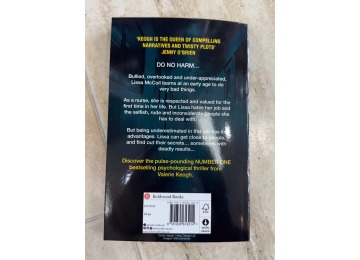 'KEOGH IS THE QUEEN OF COMPELLING
NARRATIVES AND TWISTY PLOTS'
JENNY O'BRIEN
DO NO HARM...
Bullied, overlooked and under-appreciated,
Lissa McColl learns at an early age to do
very bad things.
As a nurse, she is respected and valued for the
first time in her life. But Lissa hates her job and
the selfish, rude and inconsiderate people she
has to deal with.
But being underestimated in this job has its
advantages. Lissa can get close to people
and find out their secrets... sometimes with
deadly results...
Discover the pulse-pounding NUMBER ONE
bestselling psychological thriller from
Valerie Keogh.
Boldwood Books
FSC